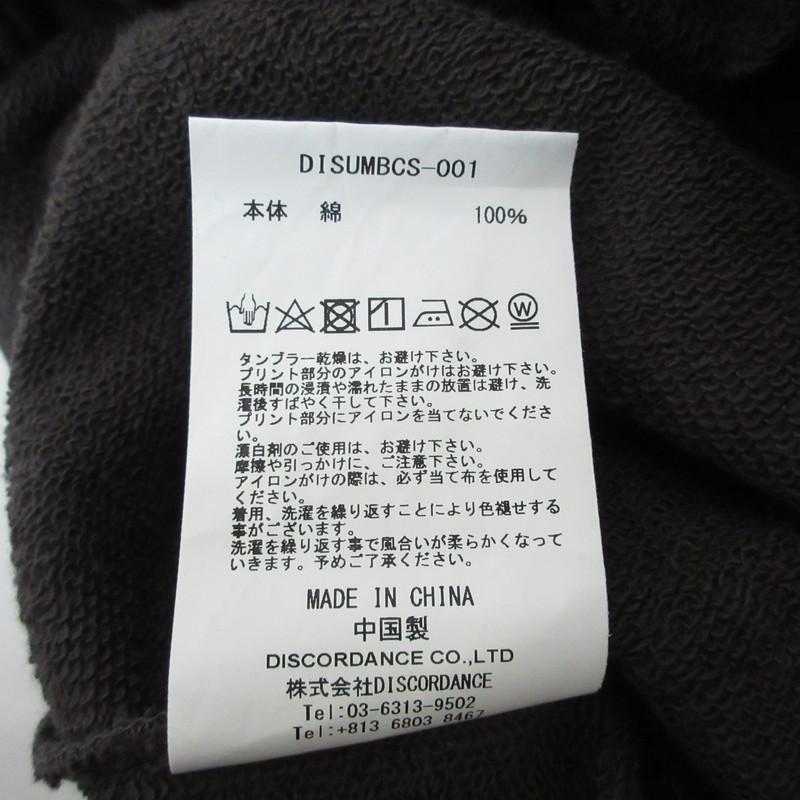 DISUMBCS-001
本体 綿 100%
W
タンブラー乾燥は、お避け下さい。
プリント部分のアイロンがけはお避け下さい。
長時間の浸漬や濡れたままの放置は避け、洗
濯後すばやく干して下さい。
プリント部分にアイロンを当てないでくださ
い。
漂白剤のご使用は、お避け下さい。
摩擦や引っかけに、ご注意下さい。
アイロンがけの際は、必ず当て布を使用して
ください。
着用、洗濯を繰り返すことにより色褪せする
事がございます。
洗濯を繰り返す事で風合いが柔らかくなって
いきます。予めご了承ください。
MADE IN CHINA
中国製
DISCORDANCE CO.,LTD
株式会社DISCORDANCE
Tel:03-6313-9502
Tel:+813 6803 8467